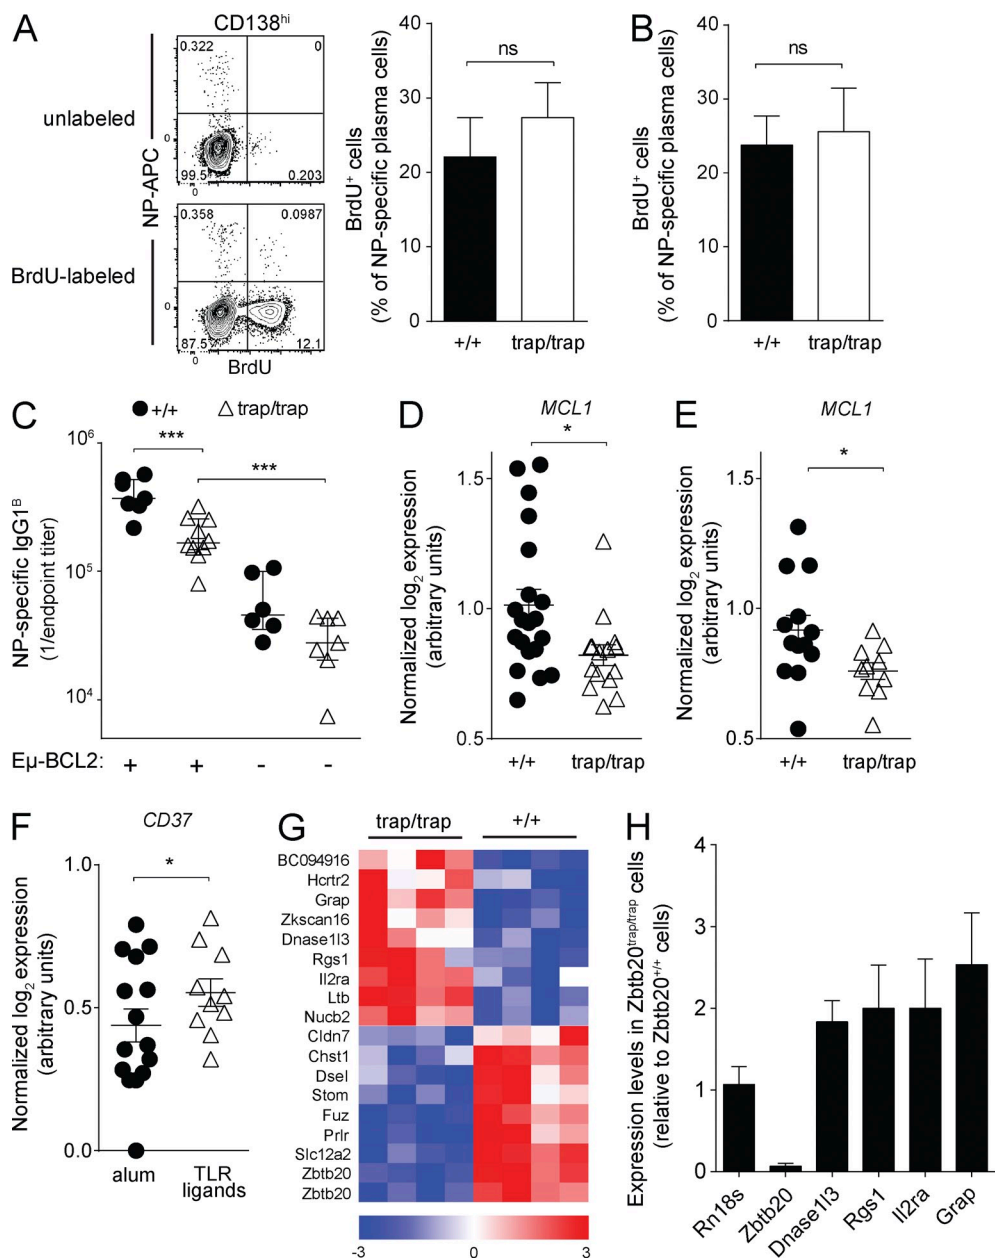 A
CD138hi
unlabeled
BrdU-labeled
NP-APC
0.322 0
0
99.5 0.203
0
0.358 0.0987
0
87.5 12.1
0
BrdU
BrdU+ cells
(% of NP-specific plasma cells)
40
30
20
10
0
ns
+/+ trap/trap
B
BrdU+ cells
(% of NP-specific plasma cells)
40
30
20
10
0
ns
+/+ trap/trap
C
+/+ trap/trap
NP-specific IgG1B
(1/endpoint titer)
106
105
104
*** 
***
Eμ-BCL2: + + - -
D
MCL1
*
Normalized log2 expression
(arbitrary units)
1.5
1.0
0.5
+/+ trap/trap
E
MCL1
*
Normalized log2 expression
(arbitrary units)
1.5
1.0
0.5
+/+ trap/trap
F
CD37
*
Normalized log2 expression
(arbitrary units)
1.0
0.5
0.0
alum TLR
ligands
G
trap/trap +/+
BC094916
Hcrtr2
Grap
Zkscan16
Dnase1l3
Rgs1
Il2ra
Ltb
Nucb2
Cldn7
Chst1
Dsel
Stom
Fuz
Prlr
Slc12a2
Zbtb20
Zbtb20
-3 0 3
H
Expression levels in Zbtb20trap/trap cells
(relative to Zbtb20+/+ cells)
4
3
2
1
0
Rn18s
Zbtb20
Dnase1l3
Rgs1
Il2ra
Grap